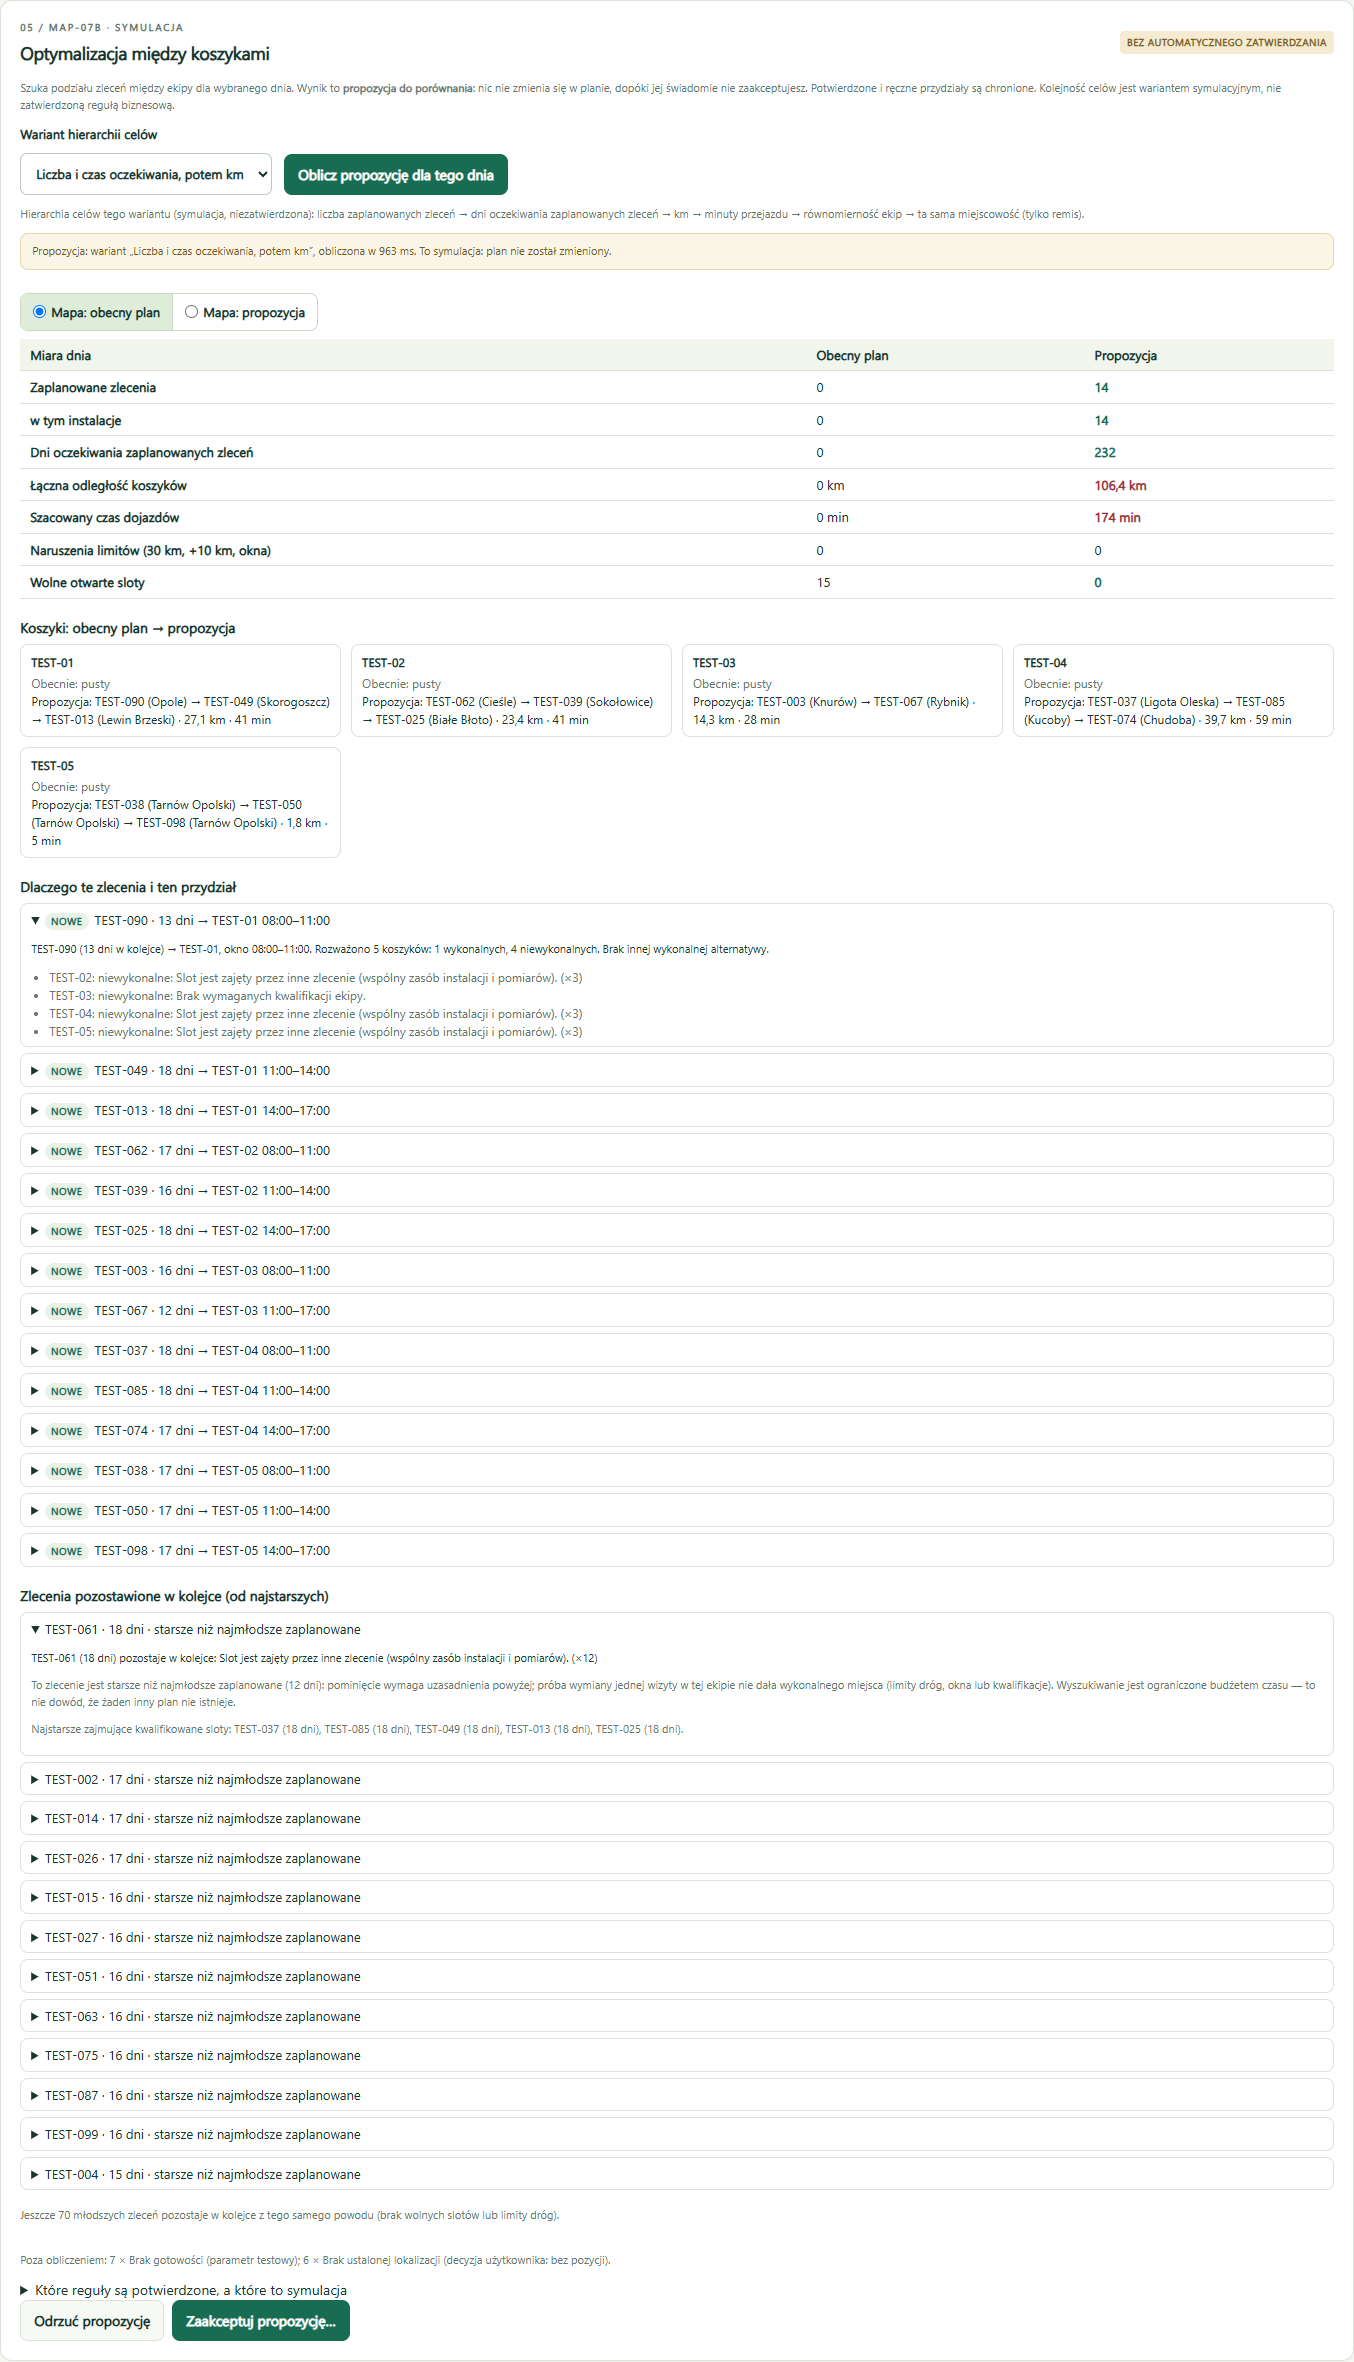 05 / MAP-07B · SYMULACJA
Optymalizacja między koszykami
BEZ AUTOMATYCZNEGO ZATWIERDZANIA
Szuka podziału zleceń między ekipy dla wybranego dnia. Wynik to propozycja do porównania: nic nie zmienia się w planie, dopóki jej świadomie nie zaakceptujesz. Potwierdzone i ręczne przydziały są chronione. Kolejność celów jest wariantem symulacyjnym, nie
zatwierdzoną regułą biznesową.
Wariant hierarchii celów
Liczba i czas oczekiwania, potem km
Oblicz propozycję dla tego dnia
Hierarchia celów tego wariantu (symulacja, niezatwierdzona): liczba zaplanowanych zleceń → dni oczekiwania zaplanowanych zleceń → km → minuty przejazdu → równomierność ekip → ta sama miejscowość (tylko remis).
Propozycja: wariant „Liczba i czas oczekiwania, potem km”, obliczona w 963 ms. To symulacja: plan nie został zmieniony.
Mapa: obecny plan Mapa: propozycja
Miara dnia Obecny plan Propozycja
Zaplanowane zlecenia 0 14
w tym instalacje 0 14
Dni oczekiwania zaplanowanych zleceń 0 232
Łączna odległość koszyków 0 km 106,4 km
Szacowany czas dojazdów 0 min 174 min
Naruszenia limitów (30 km, +10 km, okna) 0 0
Wolne otwarte sloty 15 0
Koszyki: obecny plan → propozycja
TEST-01
Obecnie: pusty
Propozycja: TEST-090 (Opole) → TEST-049 (Skorogoszcz)
→ TEST-013 (Lewin Brzeski) · 27,1 km · 41 min
TEST-02
Obecnie: pusty
Propozycja: TEST-062 (Cieśle) → TEST-039 (Sokołowice)
→ TEST-025 (Białe Błoto) · 23,4 km · 41 min
TEST-03
Obecnie: pusty
Propozycja: TEST-003 (Knurów) → TEST-067 (Rybnik) ·
14,3 km · 28 min
TEST-04
Obecnie: pusty
Propozycja: TEST-037 (Ligota Oleska) → TEST-085
(Kucoby) → TEST-074 (Chudoba) · 39,7 km · 59 min
TEST-05
Obecnie: pusty
Propozycja: TEST-038 (Tarnów Opolski) → TEST-050
(Tarnów Opolski) → TEST-098 (Tarnów Opolski) · 1,8 km ·
5 min
Dlaczego te zlecenia i ten przydział
▼ NOWE TEST-090 · 13 dni → TEST-01 08:00–11:00
TEST-090 (13 dni w kolejce) → TEST-01, okno 08:00–11:00. Rozważono 5 koszyków: 1 wykonalnych, 4 niewykonalnych. Brak innej wykonalnej alternatywy.
• TEST-02: niewykonalne: Slot jest zajęty przez inne zlecenie (wspólny zasób instalacji i pomiarów). (×3)
• TEST-03: niewykonalne: Brak wymaganych kwalifikacji ekipy.
• TEST-04: niewykonalne: Slot jest zajęty przez inne zlecenie (wspólny zasób instalacji i pomiarów). (×3)
• TEST-05: niewykonalne: Slot jest zajęty przez inne zlecenie (wspólny zasób instalacji i pomiarów). (×3)
▶ NOWE TEST-049 · 18 dni → TEST-01 11:00–14:00
▶ NOWE TEST-013 · 18 dni → TEST-01 14:00–17:00
▶ NOWE TEST-062 · 17 dni → TEST-02 08:00–11:00
▶ NOWE TEST-039 · 16 dni → TEST-02 11:00–14:00
▶ NOWE TEST-025 · 18 dni → TEST-02 14:00–17:00
▶ NOWE TEST-003 · 16 dni → TEST-03 08:00–11:00
▶ NOWE TEST-067 · 12 dni → TEST-03 11:00–17:00
▶ NOWE TEST-037 · 18 dni → TEST-04 08:00–11:00
▶ NOWE TEST-085 · 18 dni → TEST-04 11:00–14:00
▶ NOWE TEST-074 · 17 dni → TEST-04 14:00–17:00
▶ NOWE TEST-038 · 17 dni → TEST-05 08:00–11:00
▶ NOWE TEST-050 · 17 dni → TEST-05 11:00–14:00
▶ NOWE TEST-098 · 17 dni → TEST-05 14:00–17:00
Zlecenia pozostawione w kolejce (od najstarszych)
▼ TEST-061 · 18 dni · starsze niż najmłodsze zaplanowane
TEST-061 (18 dni) pozostaje w kolejce: Slot jest zajęty przez inne zlecenie (wspólny zasób instalacji i pomiarów). (×12)
To zlecenie jest starsze niż najmłodsze zaplanowane (12 dni): pominięcie wymaga uzasadnienia powyżej; próba wymiany jednej wizyty w tej ekipie nie dała wykonalnego miejsca (limity dróg, okna lub kwalifikacje). Wyszukiwanie jest ograniczone budżetem czasu — to
nie dowód, że żaden inny plan nie istnieje.
Najstarsze zajmujące kwalifikowane sloty: TEST-037 (18 dni), TEST-085 (18 dni), TEST-049 (18 dni), TEST-013 (18 dni), TEST-025 (18 dni).
▶ TEST-002 · 17 dni · starsze niż najmłodsze zaplanowane
▶ TEST-014 · 17 dni · starsze niż najmłodsze zaplanowane
▶ TEST-026 · 17 dni · starsze niż najmłodsze zaplanowane
▶ TEST-015 · 16 dni · starsze niż najmłodsze zaplanowane
▶ TEST-027 · 16 dni · starsze niż najmłodsze zaplanowane
▶ TEST-051 · 16 dni · starsze niż najmłodsze zaplanowane
▶ TEST-063 · 16 dni · starsze niż najmłodsze zaplanowane
▶ TEST-075 · 16 dni · starsze niż najmłodsze zaplanowane
▶ TEST-087 · 16 dni · starsze niż najmłodsze zaplanowane
▶ TEST-099 · 16 dni · starsze niż najmłodsze zaplanowane
▶ TEST-004 · 15 dni · starsze niż najmłodsze zaplanowane
Jeszcze 70 młodszych zleceń pozostaje w kolejce z tego samego powodu (brak wolnych slotów lub limity dróg).
Poza obliczeniem: 7 × Brak gotowości (parametr testowy); 6 × Brak ustalonej lokalizacji (decyzja użytkownika: bez pozycji).
▶ Które reguły są potwierdzone, a które to symulacja
Odrzuć propozycję
Zaakceptuj propozycję...